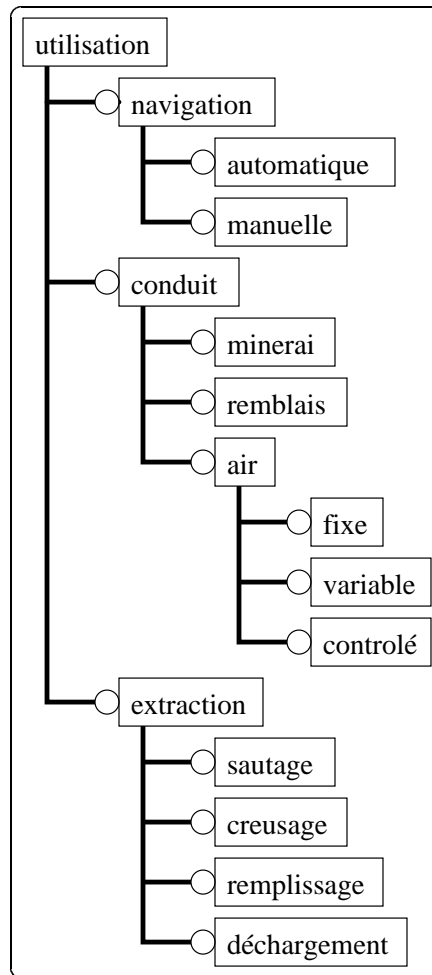 utilisation
navigation
automatique
manuelle
conduit
minerai
remblais
air
fixe
variable
controlé
extraction
sautage
creusage
remplissage
déchargement